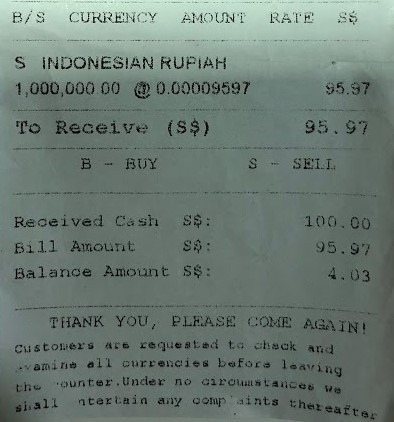 B/S CURRENCY AMOUNT RATE S$
S INDONESIAN RUPIAH
1,000,000 00 @ 0.00009597 95.97
To Receive (S$) 95.97
B - BUY S - SELL
Received Cash S$: 100.00
Bill Amount S$: 95.97
Balance Amount S$: 4.03
THANK YOU, PLEASE COME AGAIN!
Customers are requested to check and
examine all currencies before leaving
the counter.Under no circumstances we
shall entertain any complaints thereafter